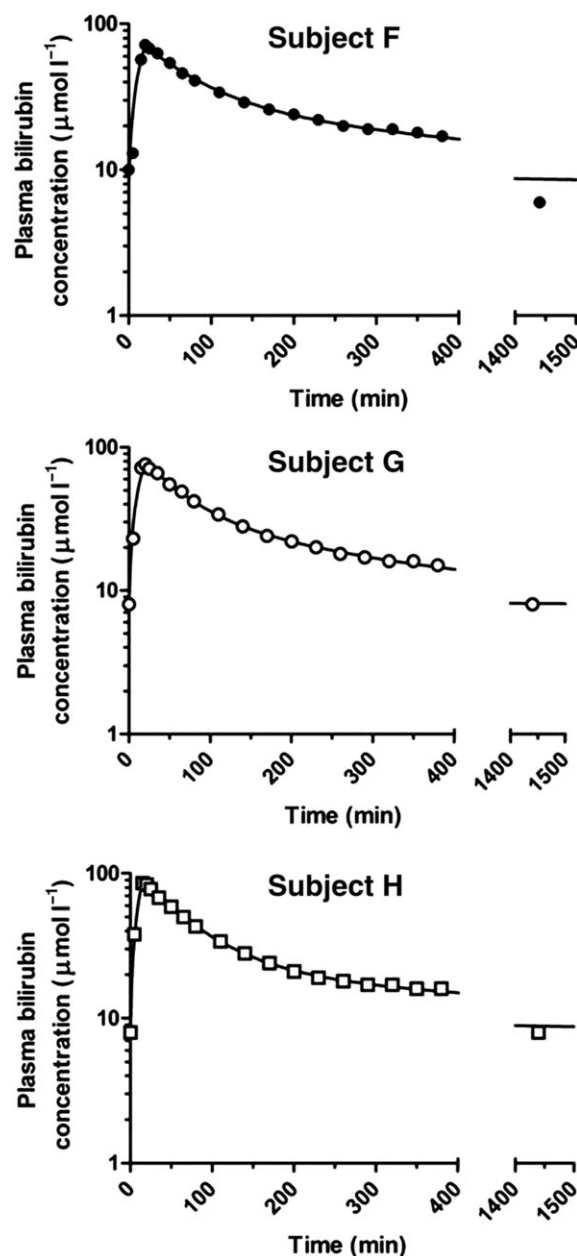 Subject F
Plasma bilirubin
concentration (μmol l⁻¹)
100
10
1
0
100
200
300
400
1400
1500
Time (min)
Subject G
Plasma bilirubin
concentration (μmol l⁻¹)
100
10
1
0
100
200
300
400
1400
1500
Time (min)
Subject H
Plasma bilirubin
concentration (μmol l⁻¹)
100
10
1
0
100
200
300
400
1400
1500
Time (min)